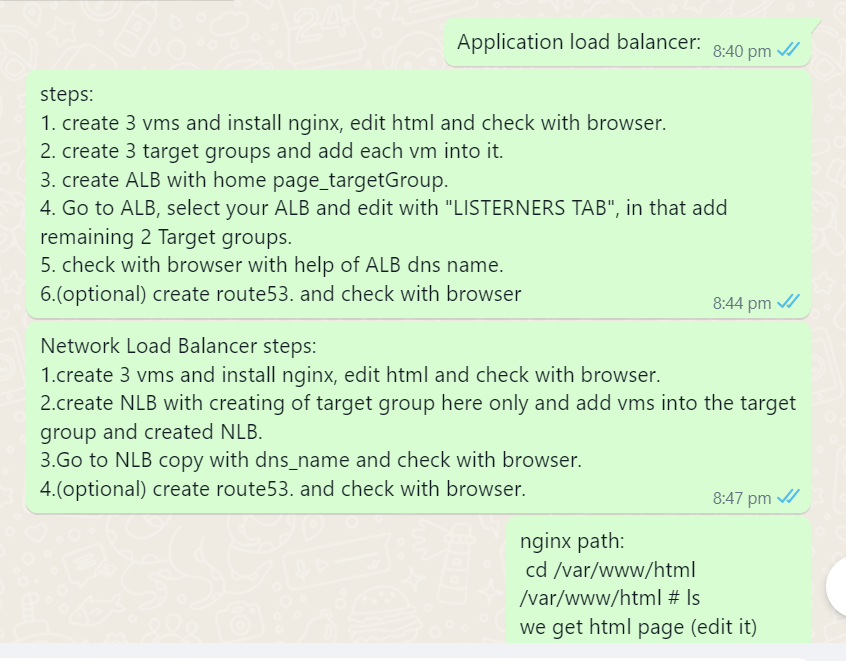 Application load balancer:
8:40 pm
steps:
1. create 3 vms and install nginx, edit html and check with browser.
2. create 3 target groups and add each vm into it.
3. create ALB with home page_targetGroup.
4. Go to ALB, select your ALB and edit with "LISTERNERS TAB", in that add
remaining 2 Target groups.
5. check with browser with help of ALB dns name.
6.(optional) create route53. and check with browser
8:44 pm
Network Load Balancer steps:
1.create 3 vms and install nginx, edit html and check with browser.
2.create NLB with creating of target group here only and add vms into the target
group and created NLB.
3.Go to NLB copy with dns_name and check with browser.
4.(optional) create route53. and check with browser.
8:47 pm
nginx path:
cd /var/www/html
/var/www/html # ls
we get html page (edit it)